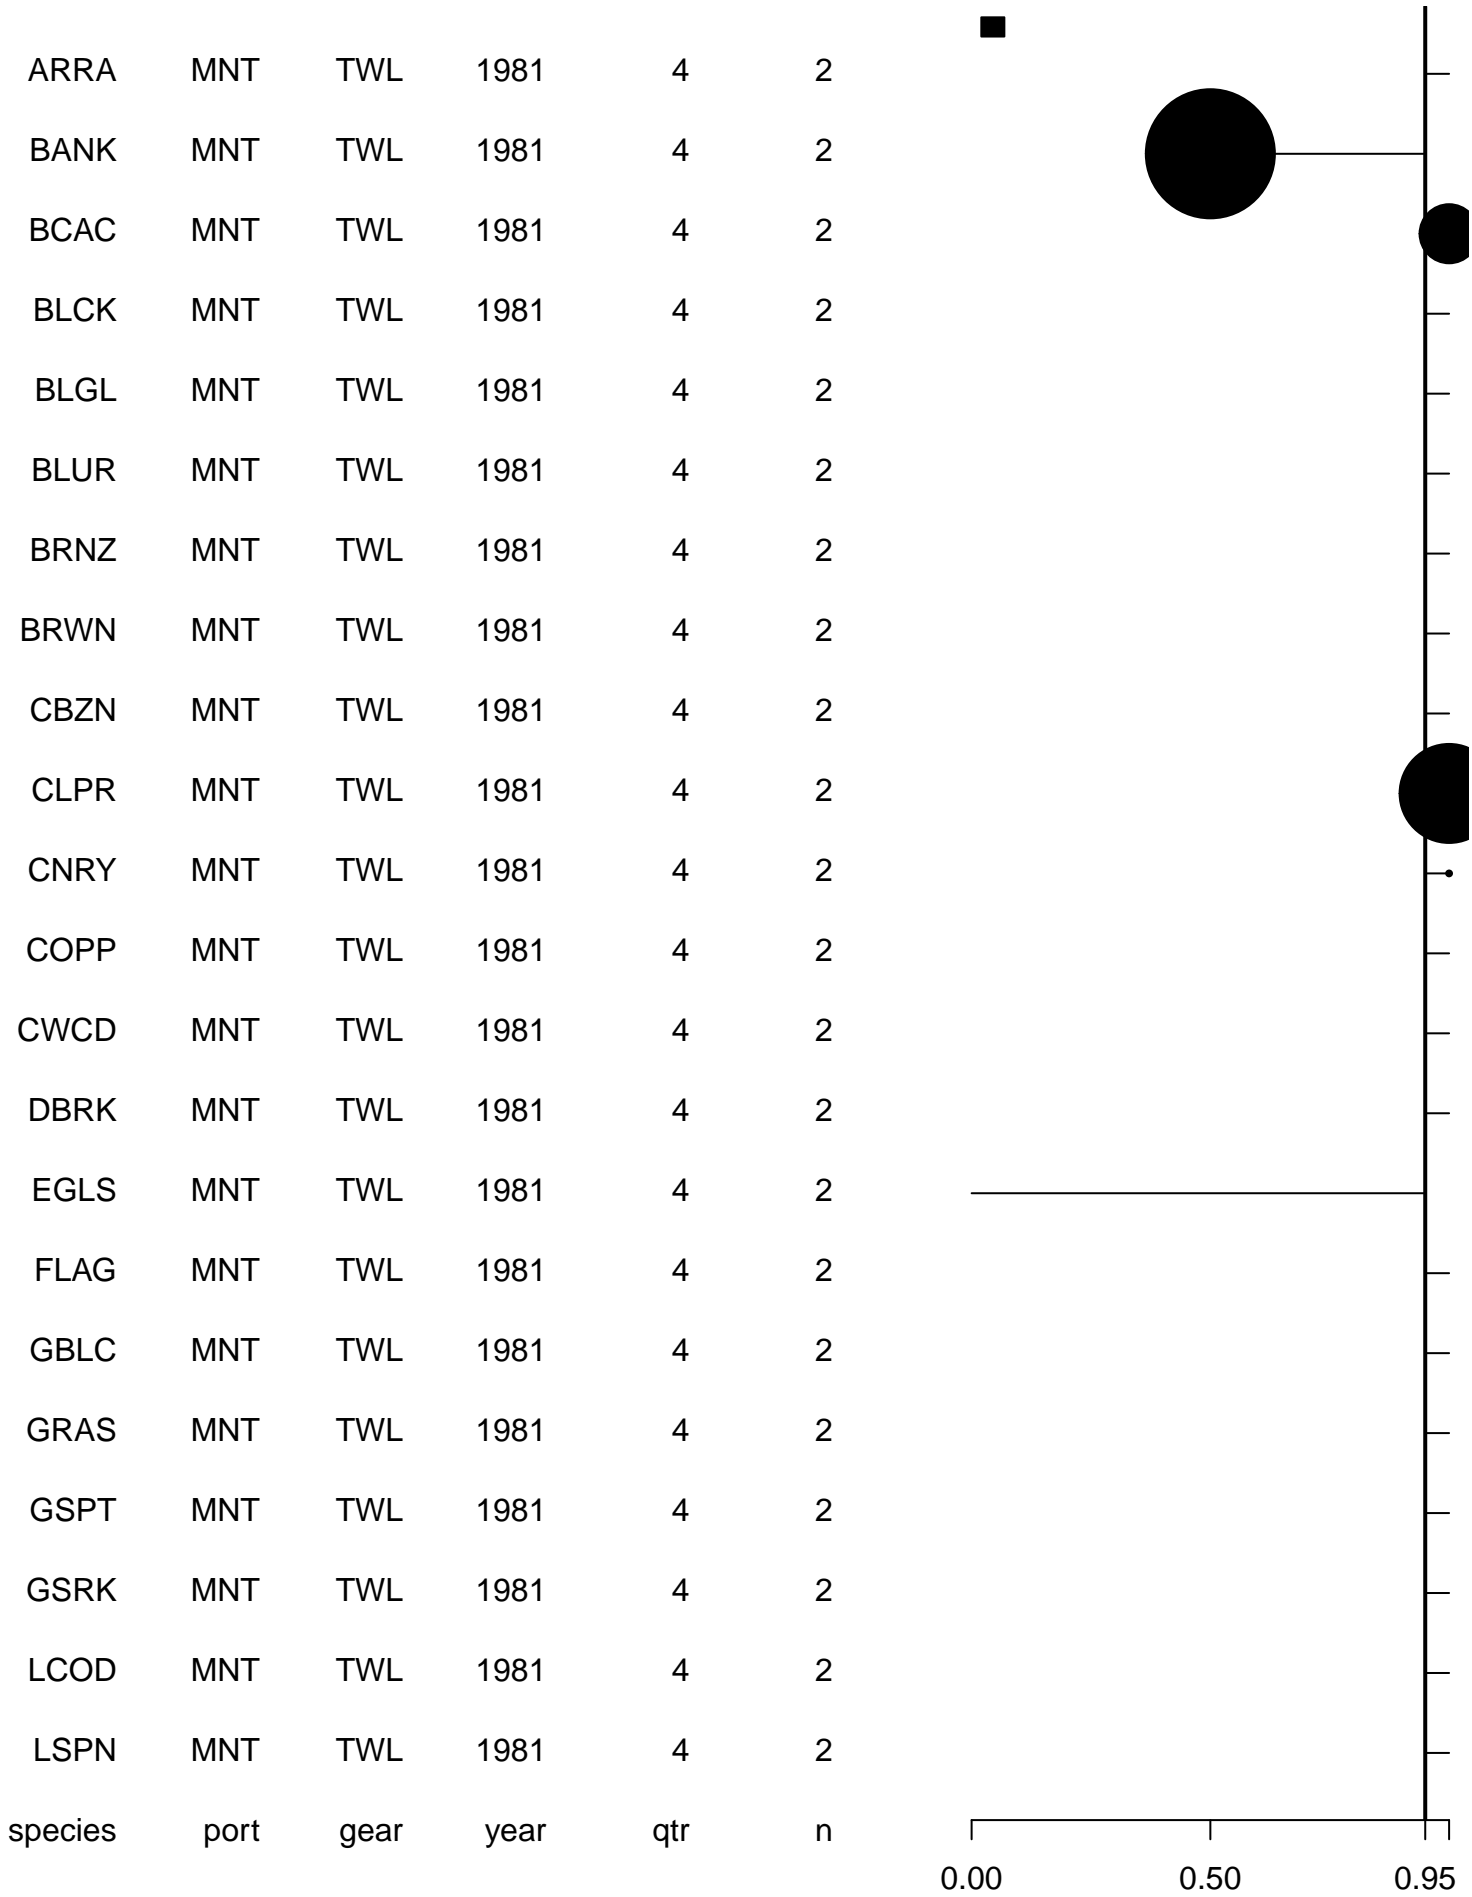 ARRA MNT TWL 1981 4 2
BANK MNT TWL 1981 4 2
BCAC MNT TWL 1981 4 2
BLCK MNT TWL 1981 4 2
BLGL MNT TWL 1981 4 2
BLUR MNT TWL 1981 4 2
BRNZ MNT TWL 1981 4 2
BRWN MNT TWL 1981 4 2
CBZN MNT TWL 1981 4 2
CLPR MNT TWL 1981 4 2
CNRY MNT TWL 1981 4 2
COPP MNT TWL 1981 4 2
CWCD MNT TWL 1981 4 2
DBRK MNT TWL 1981 4 2
EGLS MNT TWL 1981 4 2
FLAG MNT TWL 1981 4 2
GBLC MNT TWL 1981 4 2
GRAS MNT TWL 1981 4 2
GSPT MNT TWL 1981 4 2
GSRK MNT TWL 1981 4 2
LCOD MNT TWL 1981 4 2
LSPN MNT TWL 1981 4 2
species port gear year qtr n
0.00 0.50 0.95